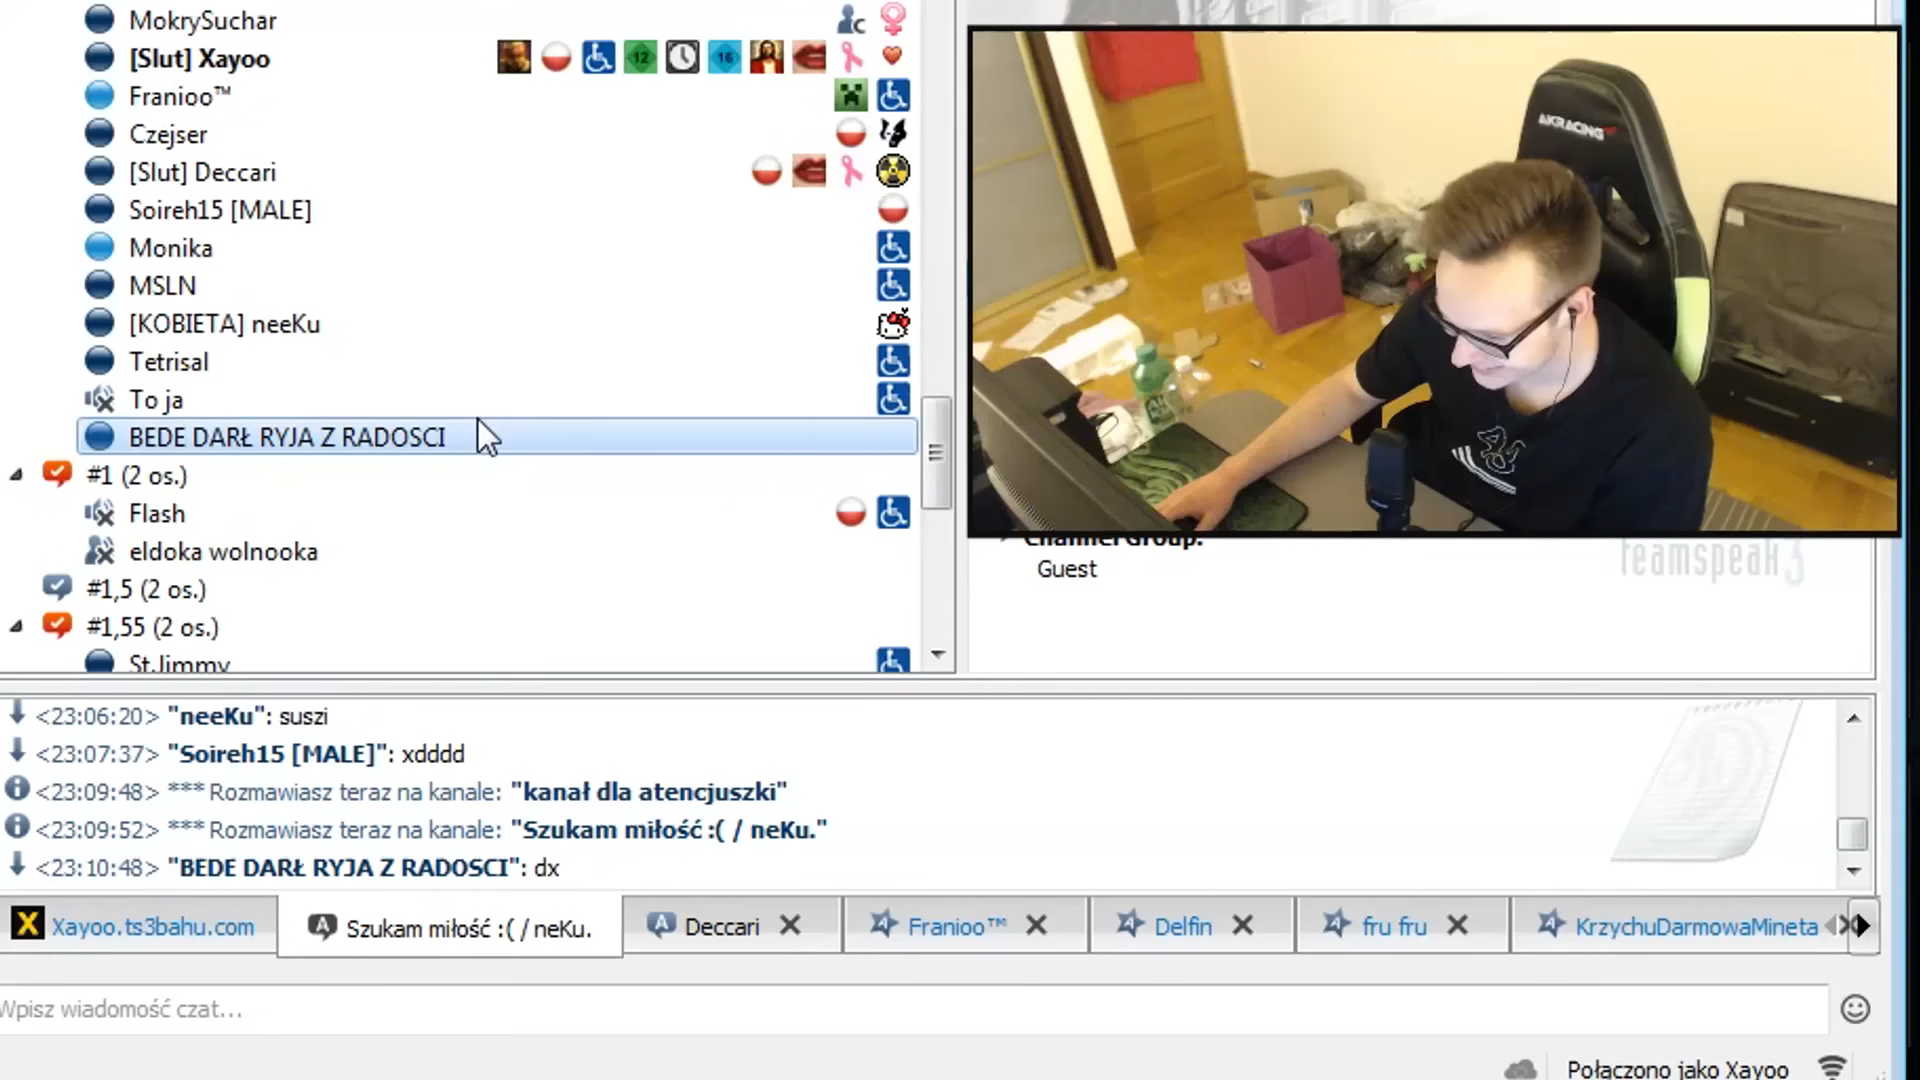 MokrySuchar
[Slut] Xayoo
12
16
Franioo™
Czejser
[Slut] Deccari
Soireh15 [MALE]
Monika
MSLN
[KOBIETA] neeKu
Tetrisal
To ja
BEDE DARŁ RYJA Z RADOSCI
#1 (2 os.)
Flash
eldoka wolnooka
#1,5 (2 os.)
#1,55 (2 os.)
St.Jimmy
AKRACING
Channel Group:
Guest
teamspeak 3
<23:06:20> "neeKu": suszi
<23:07:37> "Soireh15 [MALE]": xdddd
<23:09:48> *** Rozmawiasz teraz na kanale: "kanał dla atencjuszki"
<23:09:52> *** Rozmawiasz teraz na kanale: "Szukam miłość :( / neKu."
<23:10:48> "BEDE DARŁ RYJA Z RADOSCI": dx
X Xayoo.ts3bahu.com
Szukam miłość :( / neKu.
Deccari
Franioo™
Delfin
fru fru
KrzychuDarmowaMineta
Wpisz wiadomość czat...
Połączono jako Xayoo